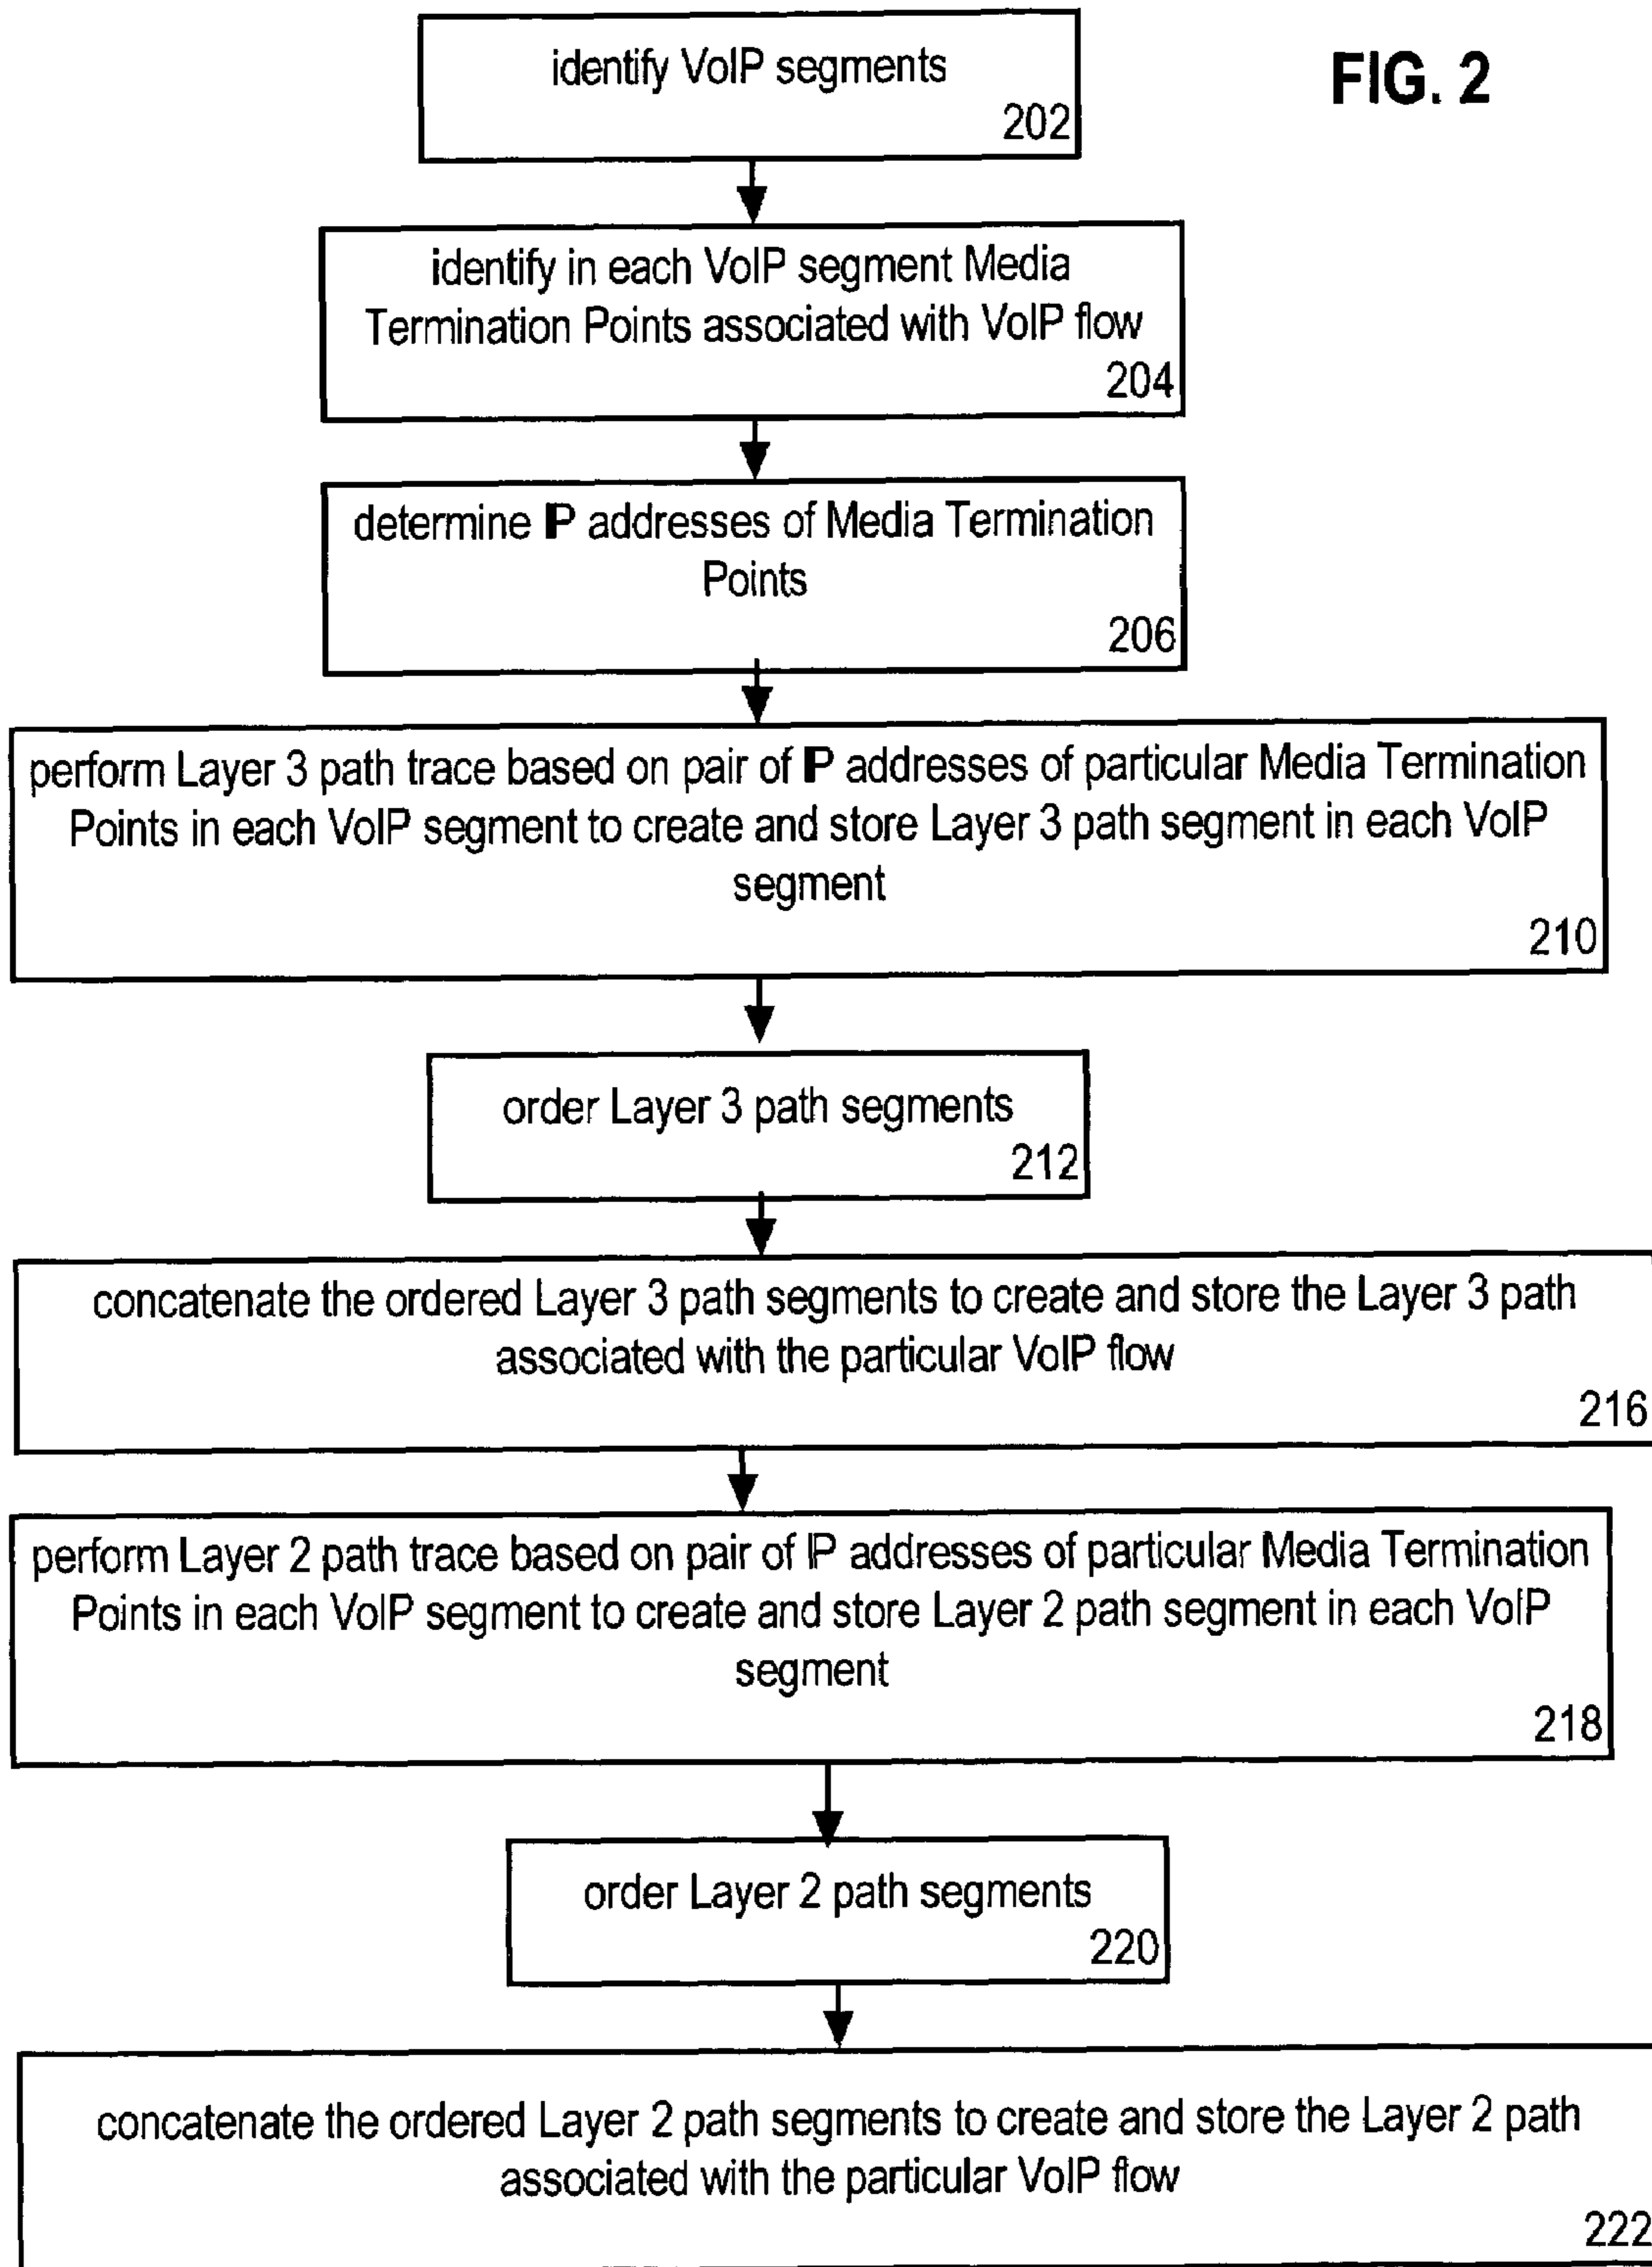 identify VoIP segments
202
FIG. 2
identify in each VoIP segment Media
Termination Points associated with VoIP flow
204
determine IP addresses of Media Termination
Points
206
perform Layer 3 path trace based on pair of IP addresses of particular Media Termination
Points in each VoIP segment to create and store Layer 3 path segment in each VoIP
segment
210
order Layer 3 path segments
212
concatenate the ordered Layer 3 path segments to create and store the Layer 3 path
associated with the particular VoIP flow
216
perform Layer 2 path trace based on pair of IP addresses of particular Media Termination
Points in each VoIP segment to create and store Layer 2 path segment in each VoIP
segment
218
order Layer 2 path segments
220
concatenate the ordered Layer 2 path segments to create and store the Layer 2 path
associated with the particular VoIP flow
222